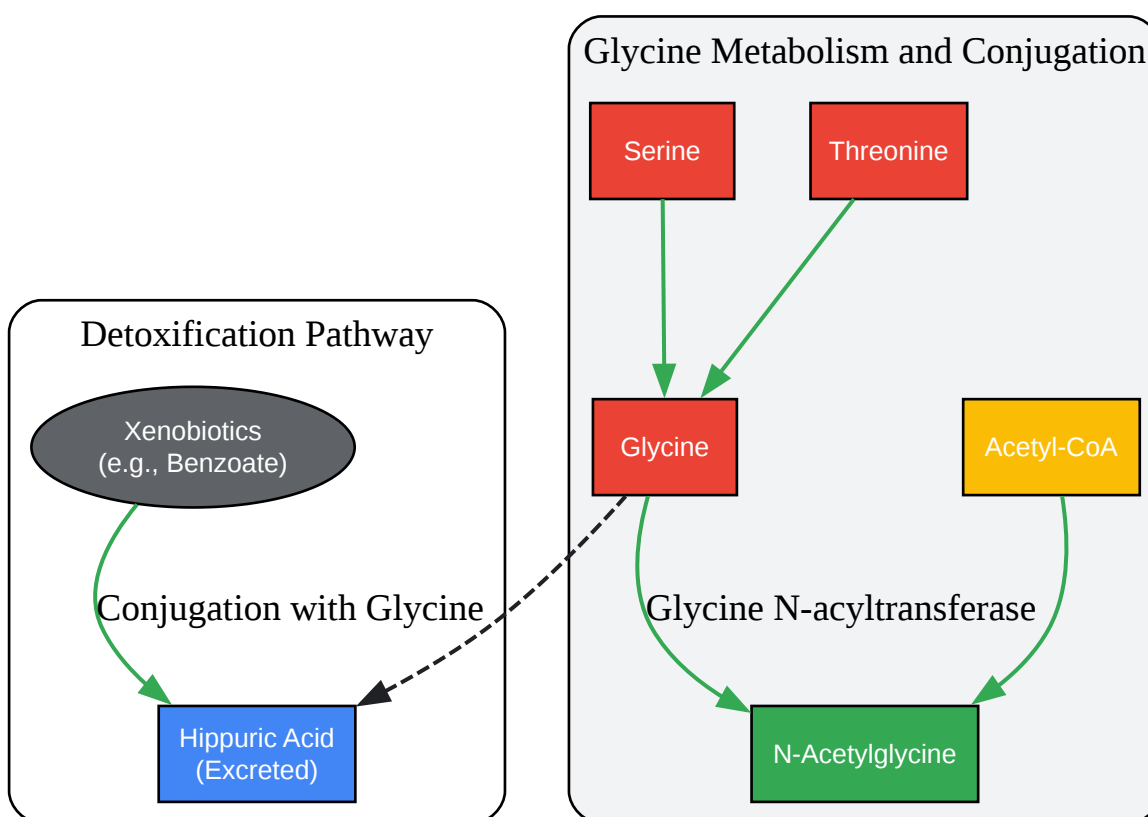 Glycine Metabolism and Conjugation
Serine
Threonine
Detoxification Pathway
Xenobiotics
(e.g., Benzoate)
Glycine
Acetyl-CoA
Conjugation with Glycine
Glycine N-acyltransferase
Hippuric Acid
(Excreted)
N-Acetylglycine